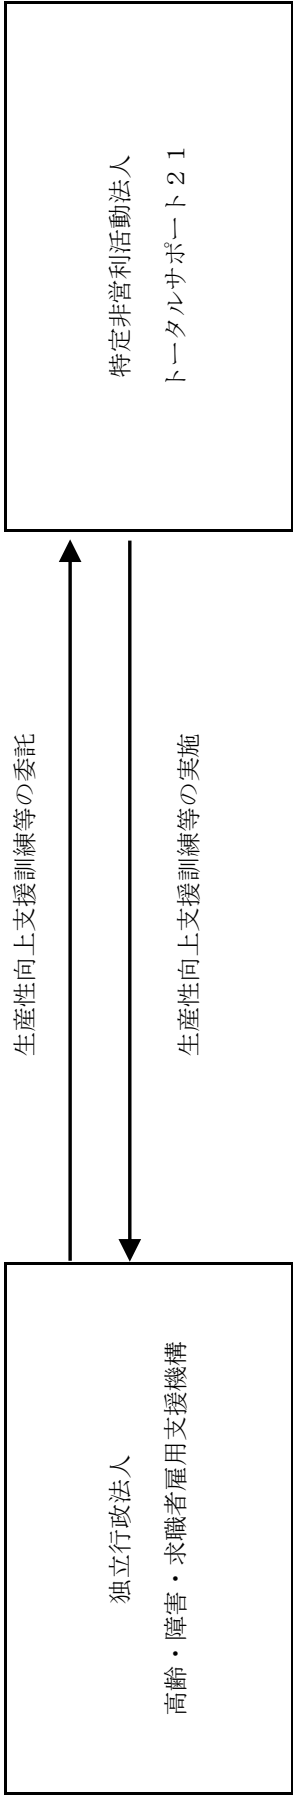 独立行政法人
高齢・障害・求職者雇用支援機構
生産性向上支援訓練等の委託
生産性向上支援訓練等の実施
特定非営利活動法人
トータルサポート２１